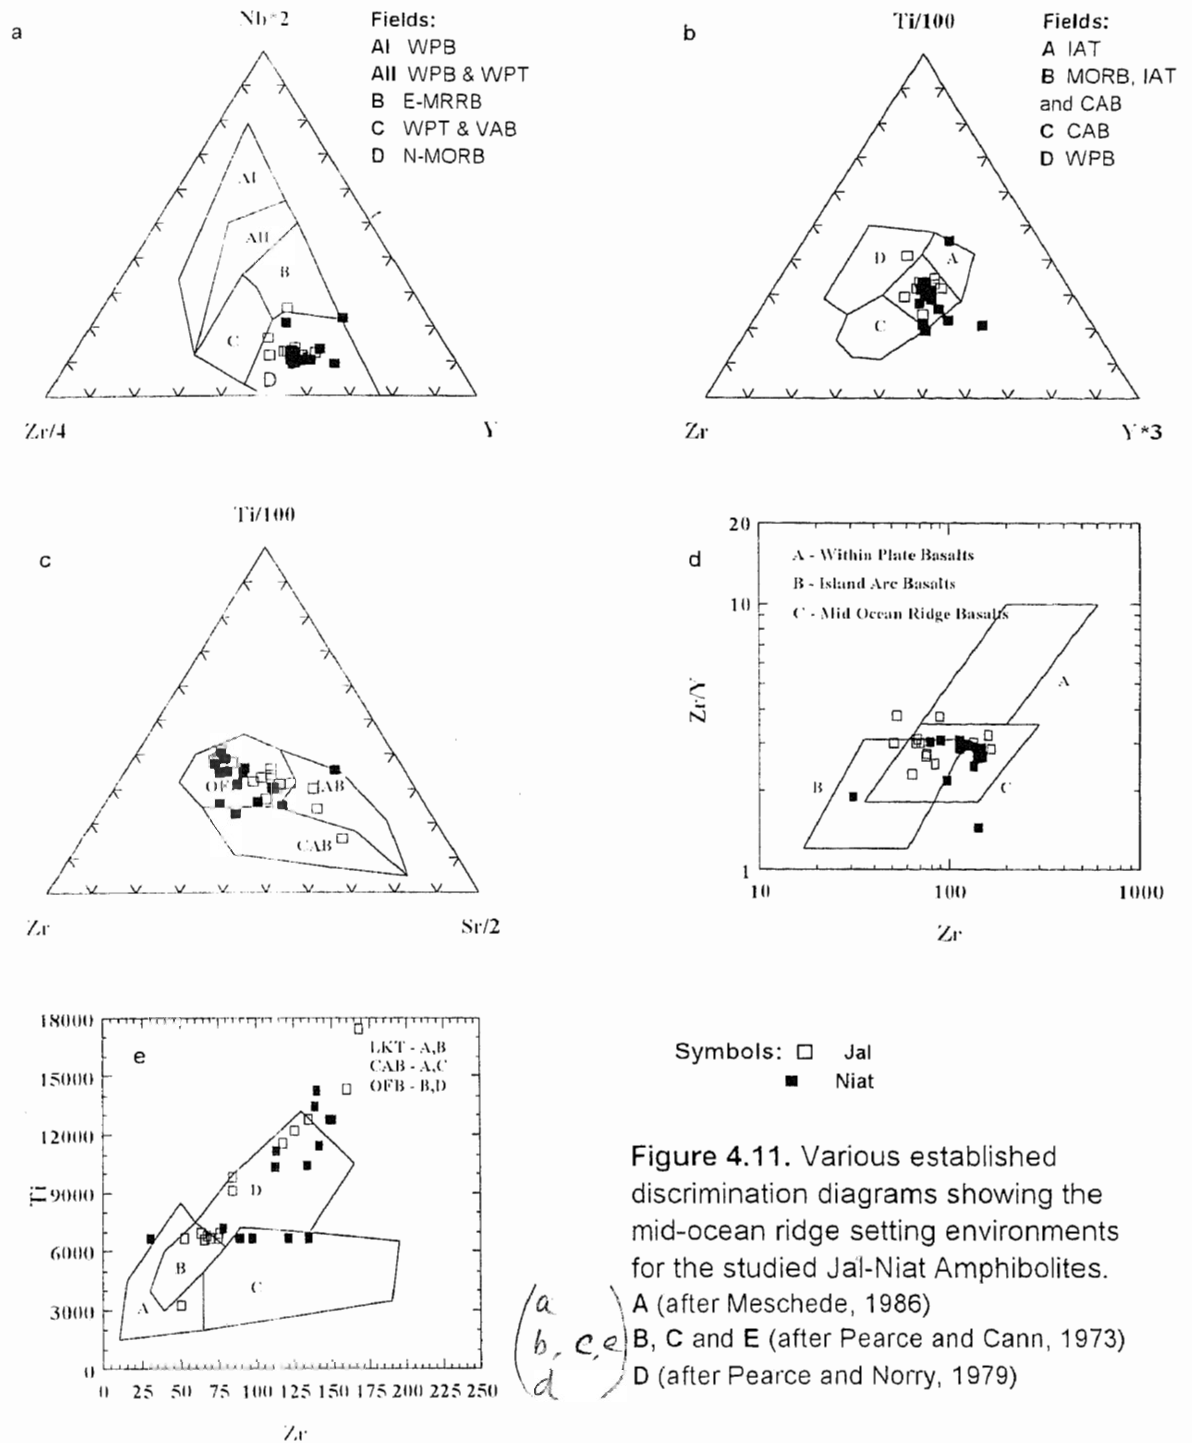 a
Nb*2
Fields:
AI WPB
AII WPB & WPT
B E-MRRB
C WPT & VAB
D N-MORB
AI
AII
B
C
D
Zr/4
Y
b
Ti/100
Fields:
A IAT
B MORB, IAT
and CAB
C CAB
D WPB
D
A
C
Zr
Y*3
c
Ti/100
OF
IAB
CAB
Zr
Sr/2
d
20
10
1
A - Within Plate Basalts
B - Island Arc Basalts
C - Mid Ocean Ridge Basalts
A
B
C
Zr/Y
10
100
1000
Zr
e
18000
15000
12000
9000
6000
3000
0
Ti
LKT - A,B
CAB - A,C
OFB - B,D
D
B
C
A
0 25 50 75 100 125 150 175 200 225 250
Zr
Symbols: □ Jal
■ Niat
Figure 4.11. Various established
discrimination diagrams showing the
mid-ocean ridge setting environments
for the studied Jal-Niat Amphibolites.
a
A (after Meschede, 1986)
b, c, e
B, C and E (after Pearce and Cann, 1973)
d
D (after Pearce and Norry, 1979)